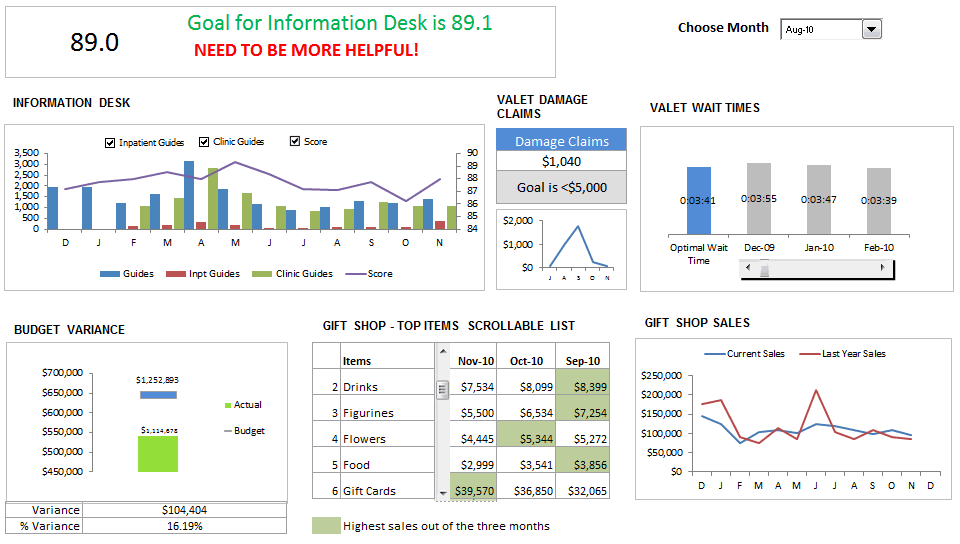 Goal for Information Desk is 89.1
89.0
NEED TO BE MORE HELPFUL!
Choose Month Aug-10
INFORMATION DESK
Inpatient Guides Clinic Guides Score
3,500
3,000
2,500
2,000
1,500
1,000
500
0
90
89
88
87
86
85
84
D J F M A M J J A S O N
Guides Inpt Guides Clinic Guides Score
VALET DAMAGE
CLAIMS
Damage Claims
$1,040
Goal is <$5,000
$2,000
$1,000
$0
J A S O N
VALET WAIT TIMES
0:03:41 0:03:55 0:03:47 0:03:39
Optimal Wait Time Dec-09 Jan-10 Feb-10
BUDGET VARIANCE
$700,000
$650,000
$600,000
$550,000
$500,000
$450,000
$1,252,893
$1,114,678
Actual
Budget
Variance $104,404
% Variance 16.19%
GIFT SHOP - TOP ITEMS SCROLLABLE LIST
Items Nov-10 Oct-10 Sep-10
2 Drinks $7,534 $8,099 $8,399
3 Figurines $5,500 $6,534 $7,254
4 Flowers $4,445 $5,344 $5,272
5 Food $2,999 $3,541 $3,856
6 Gift Cards $39,570 $36,850 $32,065
Highest sales out of the three months
GIFT SHOP SALES
Current Sales Last Year Sales
$250,000
$200,000
$150,000
$100,000
$50,000
$0
D J F M A M J J A S O N D